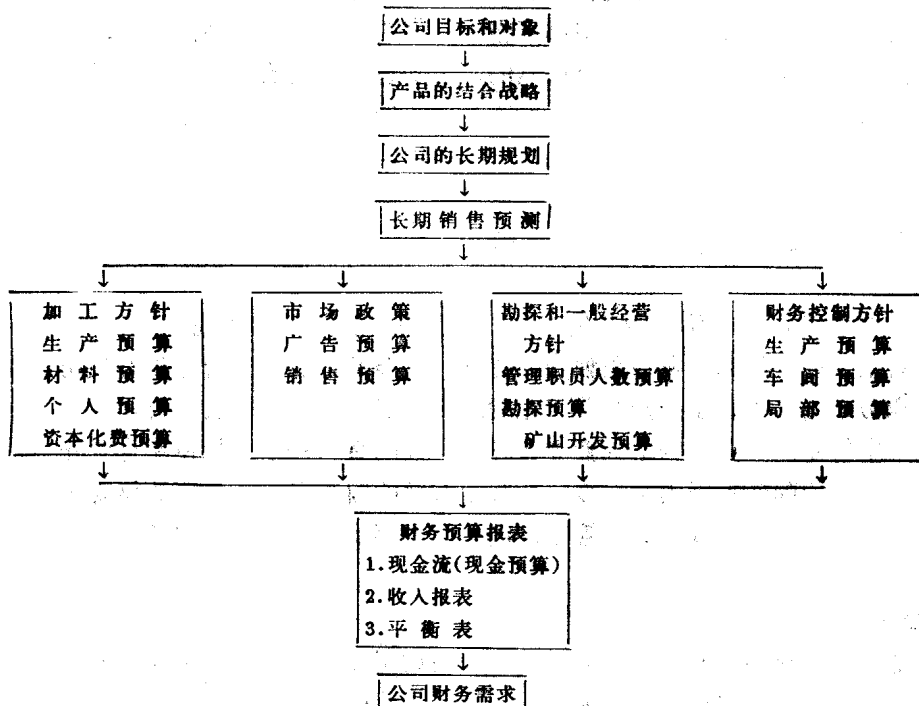 公司目标和对象
产品的结合战略
公司的长期规划
长期销售预测
加工方针
生产预算
材料预算
个人预算
资本化费预算
市场政策
广告预算
销售预算
勘探和一般经营
方针
管理职员人数预算
勘探预算
矿山开发预算
财务控制方针
生产预算
车间预算
局部预算
财务预算报表
1.现金流(现金预算)
2.收入报表
3.平衡表
公司财务需求